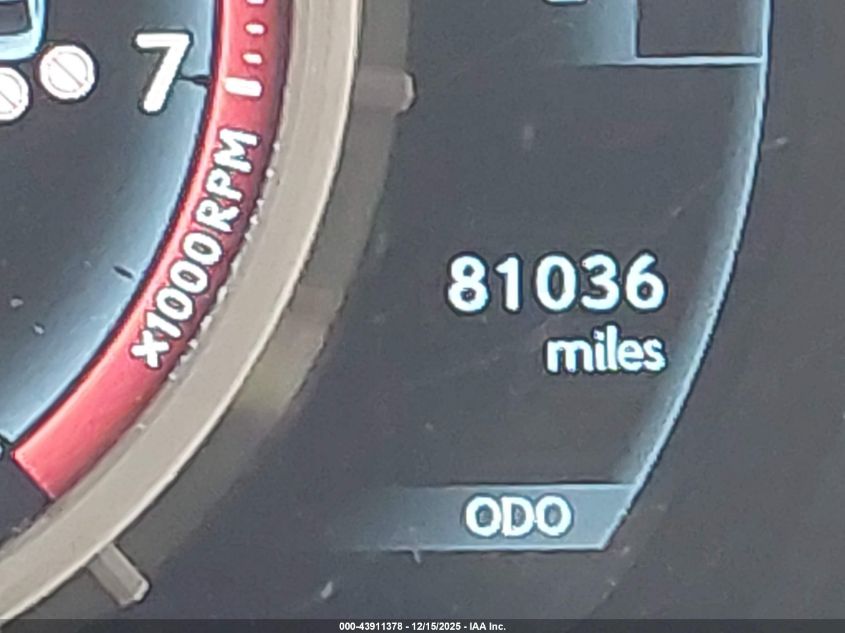 7
x1000RPM
81036
miles
ODO
000-43911378 - 12/15/2025 - IAA Inc.